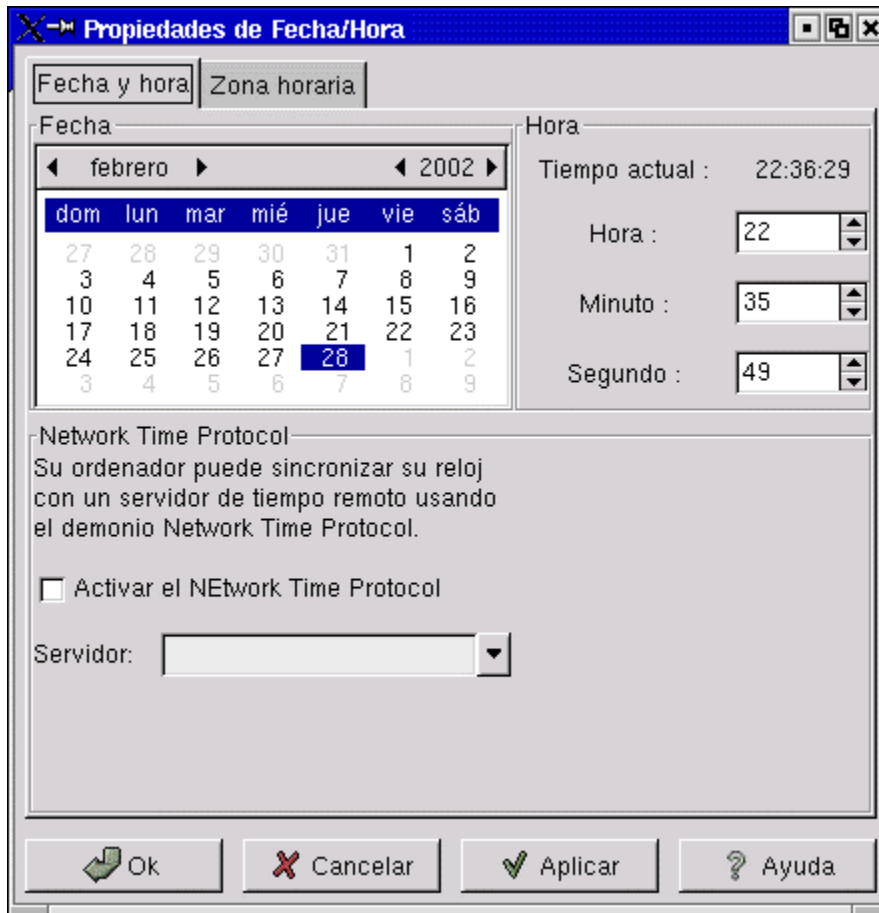 Propiedades de Fecha/Hora
Fecha y hora
Zona horaria
Fecha
febrero
2002
dom lun mar mié jue vie sáb
27 28 29 30 31 1 2
3 4 5 6 7 8 9
10 11 12 13 14 15 16
17 18 19 20 21 22 23
24 25 26 27 28 1 2
3 4 5 6 7 8 9
Hora
Tiempo actual : 22:36:29
Hora : 22
Minuto : 35
Segundo : 49
Network Time Protocol
Su ordenador puede sincronizar su reloj
con un servidor de tiempo remoto usando
el demonio Network Time Protocol.
Activar el NEtwork Time Protocol
Servidor:
Ok
Cancelar
Aplicar
Ayuda